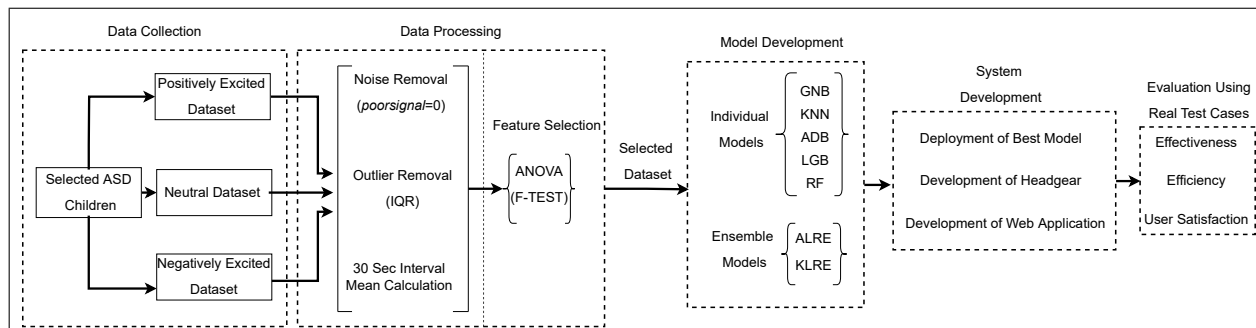 Data Collection
Positively Excited
Dataset
Selected ASD
Children
Neutral Dataset
Negatively Excited
Dataset
Data Processing
Noise Removal
(poorsignal=0)
Outlier Removal
(IQR)
30 Sec Interval
Mean Calculation
Feature Selection
ANOVA
(F-TEST)
Selected
Dataset
Model Development
Individual
Models
GNB
KNN
ADB
LGB
RF
Ensemble
Models
ALRE
KLRE
System
Development
Deployment of Best Model
Development of Headgear
Development of Web Application
Evaluation Using
Real Test Cases
Effectiveness
Efficiency
User Satisfaction